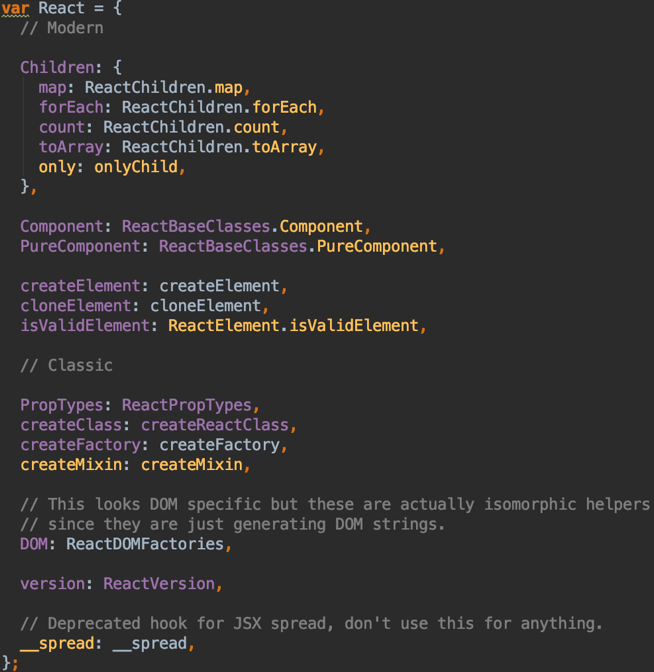 var React = {
  // Modern

  Children: {
    map: ReactChildren.map,
    forEach: ReactChildren.forEach,
    count: ReactChildren.count,
    toArray: ReactChildren.toArray,
    only: onlyChild,
  },

  Component: ReactBaseClasses.Component,
  PureComponent: ReactBaseClasses.PureComponent,

  createElement: createElement,
  cloneElement: cloneElement,
  isValidElement: ReactElement.isValidElement,

  // Classic

  PropTypes: ReactPropTypes,
  createClass: createReactClass,
  createFactory: createFactory,
  createMixin: createMixin,

  // This looks DOM specific but these are actually isomorphic helpers
  // since they are just generating DOM strings.
  DOM: ReactDOMFactories,

  version: ReactVersion,

  // Deprecated hook for JSX spread, don't use this for anything.
  __spread: __spread,
};